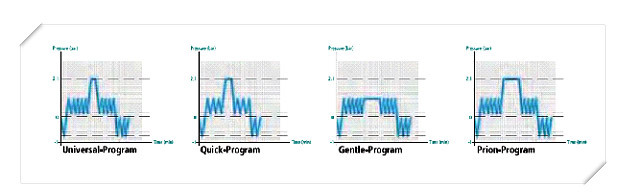 Pressure (bar)
2.1
0
-1
Time (min)
Universal-Program
Pressure (bar)
2.1
0
-1
Time (min)
Quick-Program
Pressure (bar)
2.1
0
-1
Time (min)
Gentle-Program
Pressure (bar)
2.1
0
-1
Time (min)
Prion-Program